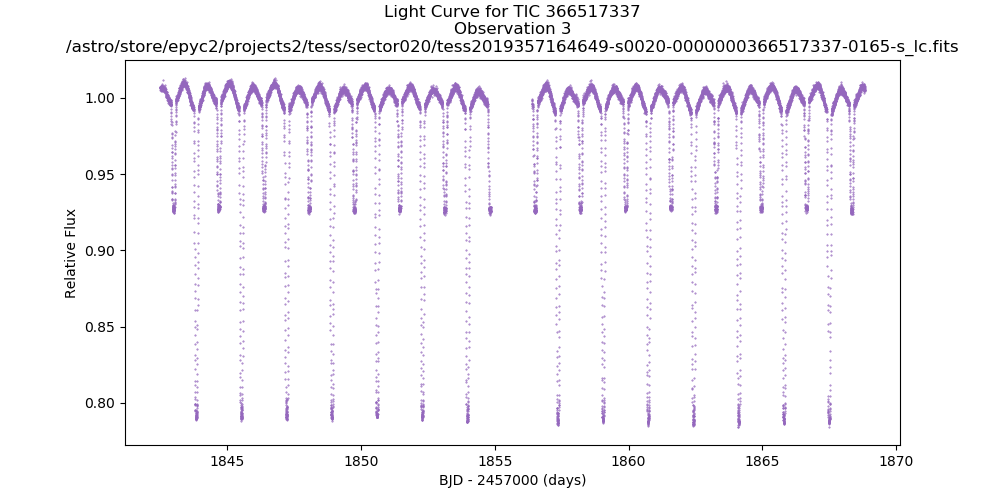 Light Curve for TIC 366517337
Observation 3
/astro/store/epyc2/projects2/tess/sector020/tess2019357164649-s0020-0000000366517337-0165-s_lc.fits
1.00
0.95
0.90
0.85
0.80
Relative Flux
1845
1850
1855
1860
1865
1870
BJD - 2457000 (days)